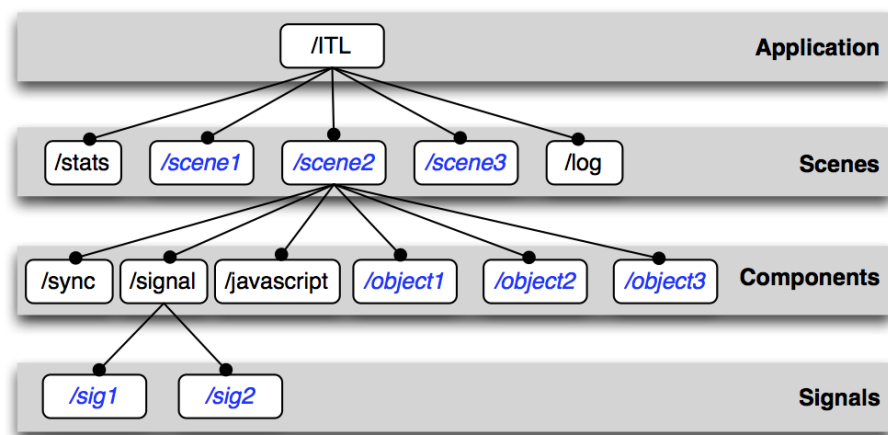 /ITL
Application
/stats /scene1 /scene2 /scene3 /log
Scenes
/sync /signal /javascript /object1 /object2 /object3
Components
/sig1 /sig2
Signals